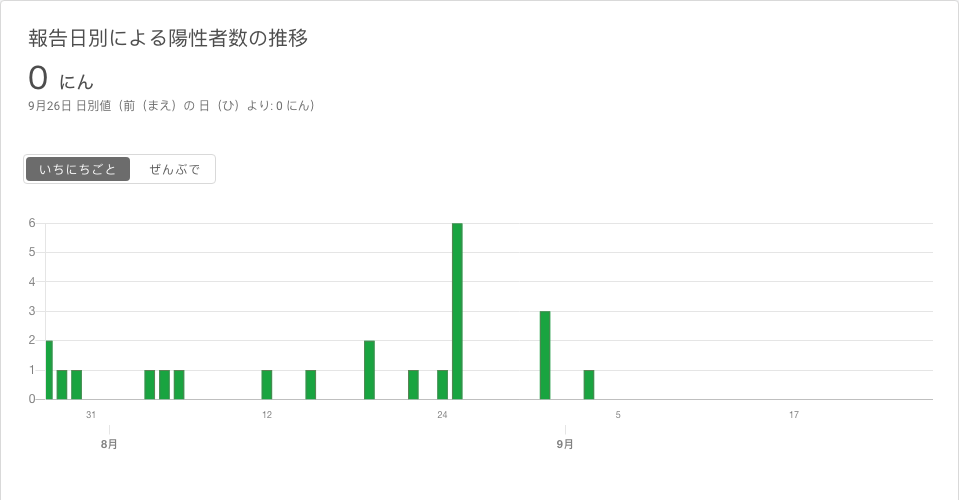 報告日別による陽性者数の推移
0 にん
9月26日 日別値（前（まえ）の 日（ひ）より: 0 にん）
いちにちごと ぜんぶで
6
5
4
3
2
1
0
31 12 24 5 17
8月 9月